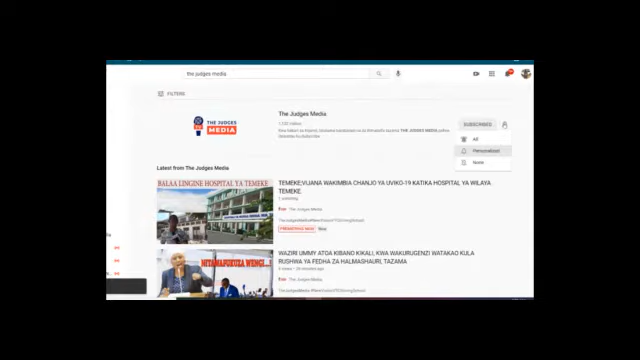 the judges media
FILTERS
THE JUDGES
MEDIA
The Judges Media
SUBSCRIBED
All
Personalized
None
Latest from The Judges Media
BALAA LINGINE HOSPITAL YA TEMEKE
TEMEKE;VIJANA WAKIMBIA CHANJO YA UVIKO-19 KATIKA HOSPITAL YA WILAYA
TEMEKE.
The Judges Media
New
NITAWAFUKUZA WENGI..!
WAZIRI UMMY ATOA KIBANO KIKALI, KWA WAKURUGENZI WATAKAO KULA
RUSHWA YA FEDHA ZA HALMASHAURI, TAZAMA
The Judges Media